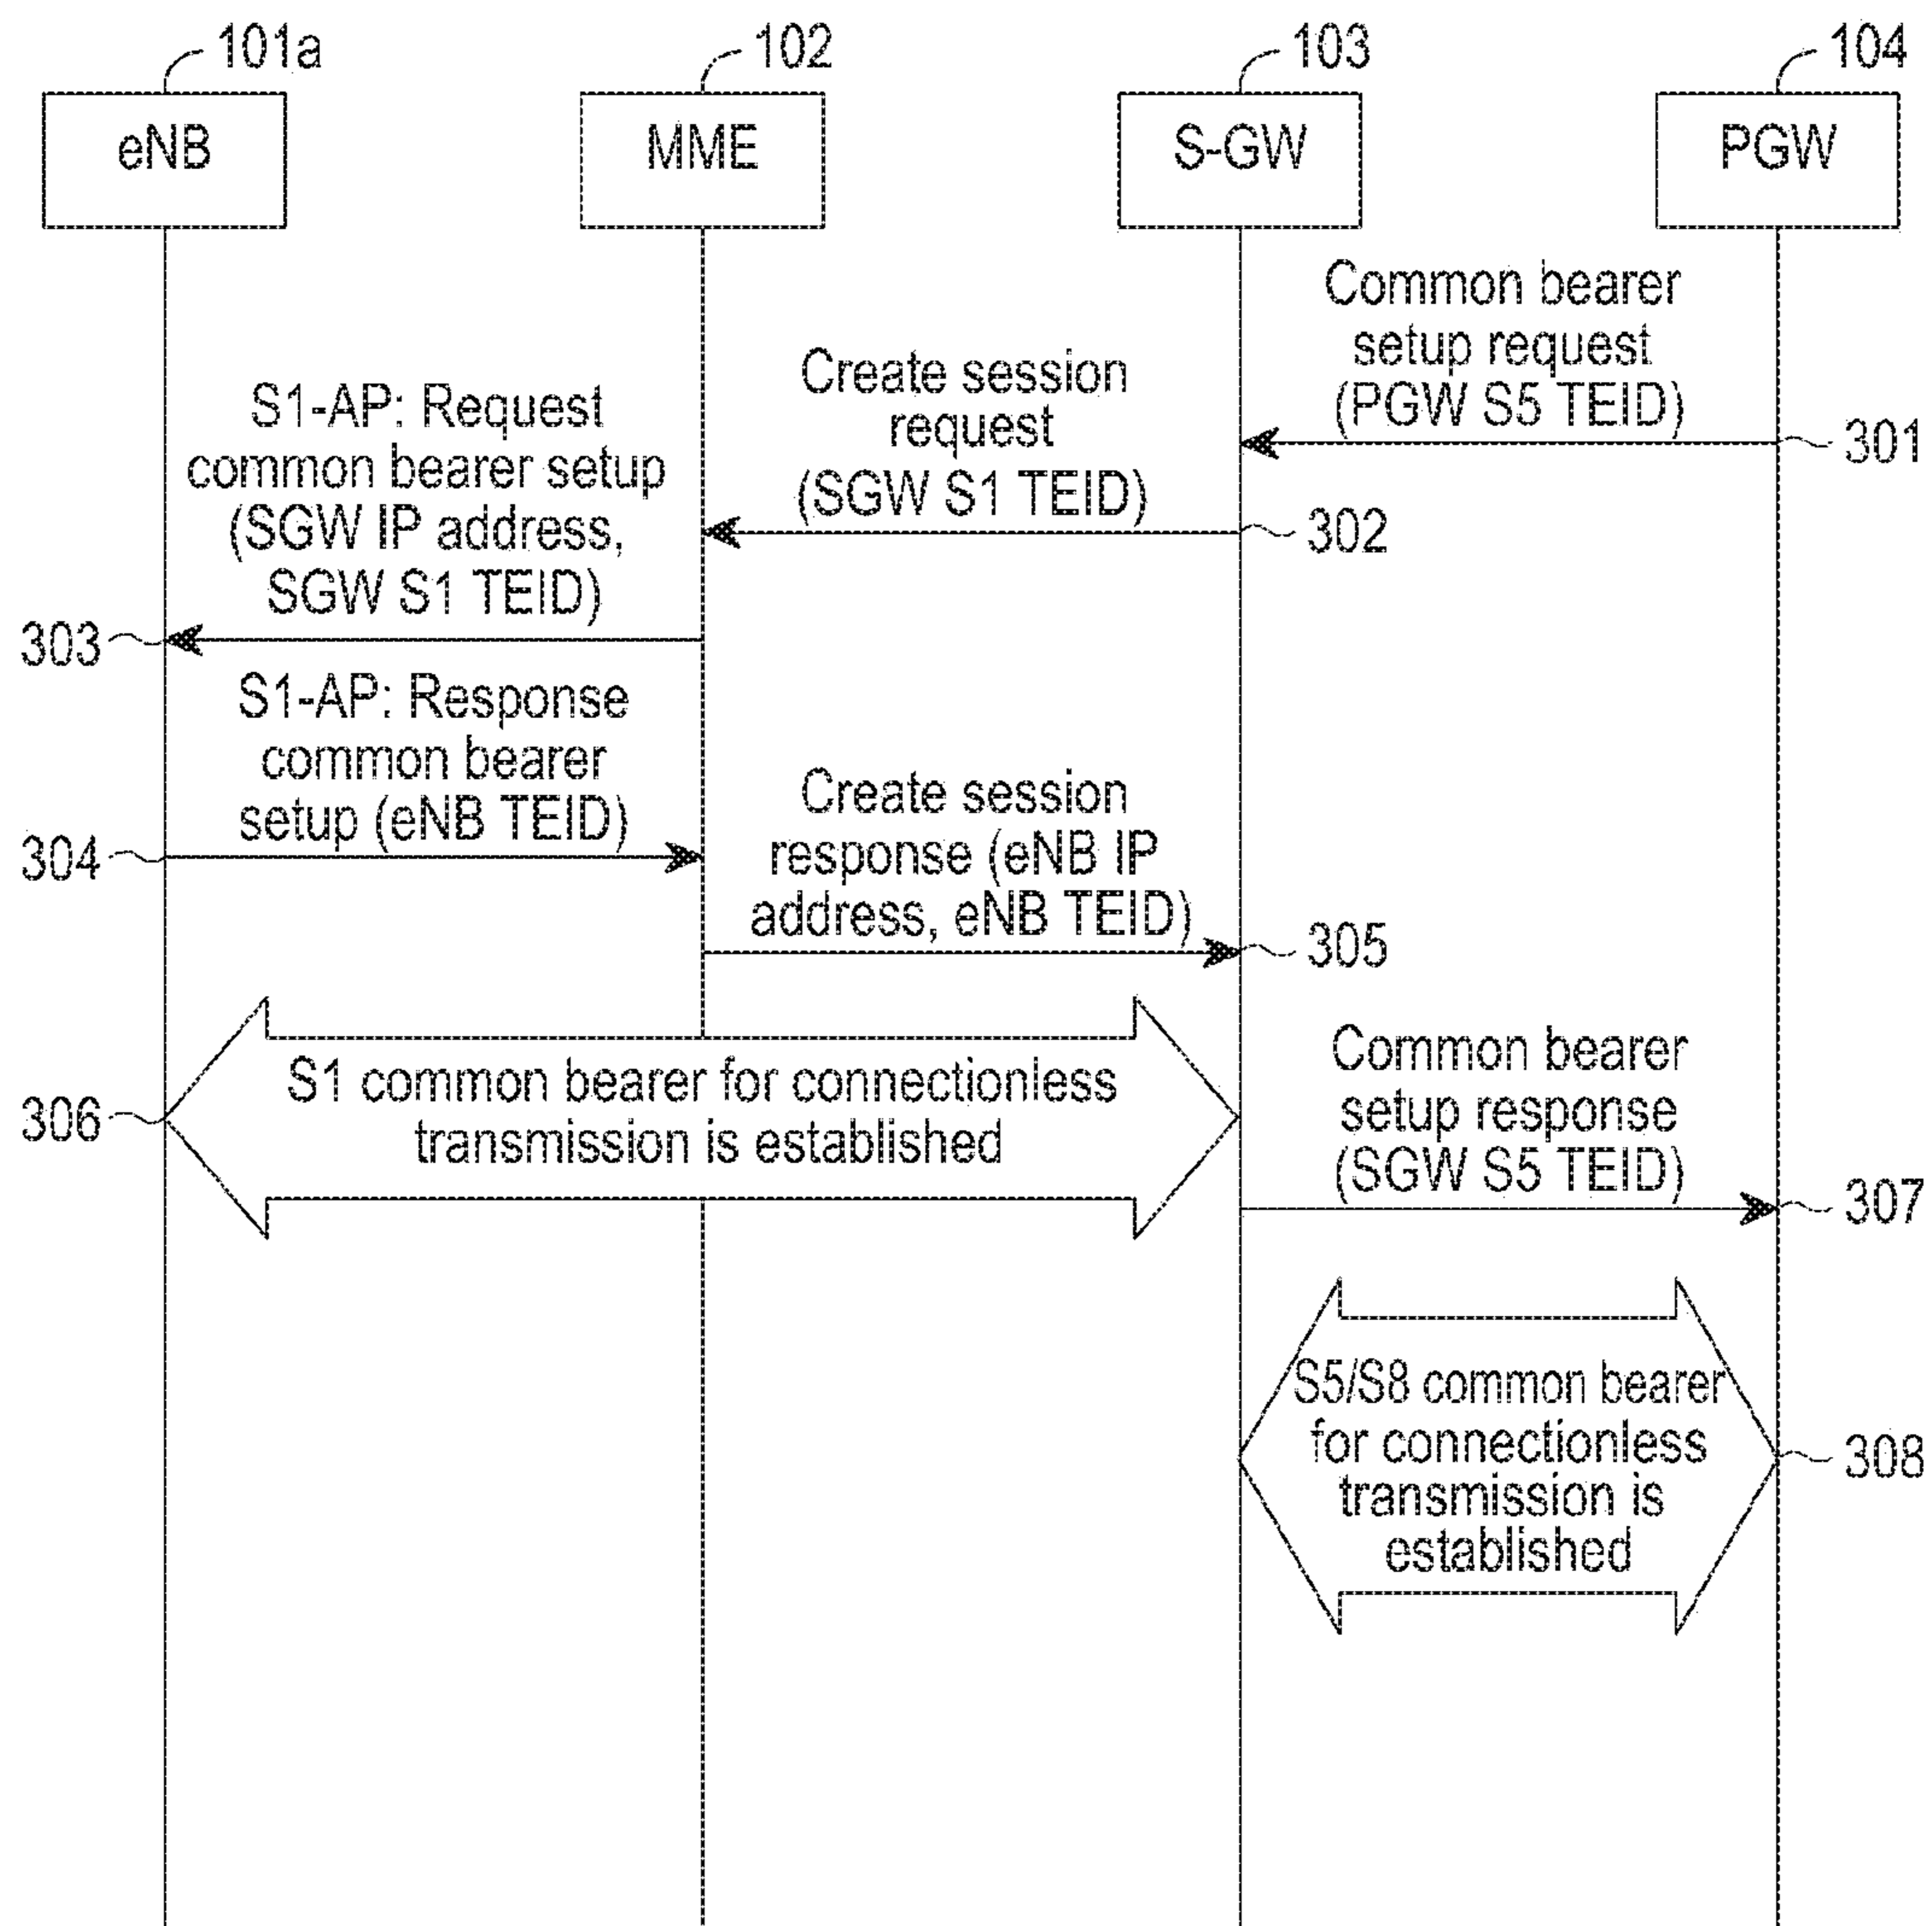 101a
102
103
104
eNB
MME
S-GW
PGW
Common bearer
setup request
(PGW S5 TEID)
301
Create session
request
(SGW S1 TEID)
302
S1-AP: Request
common bearer setup
(SGW IP address,
SGW S1 TEID)
303
S1-AP: Response
common bearer
setup (eNB TEID)
304
Create session
response (eNB IP
address, eNB TEID)
305
S1 common bearer for connectionless
transmission is established
306
Common bearer
setup response
(SGW S5 TEID)
307
S5/S8 common bearer
for connectionless
transmission is
established
308